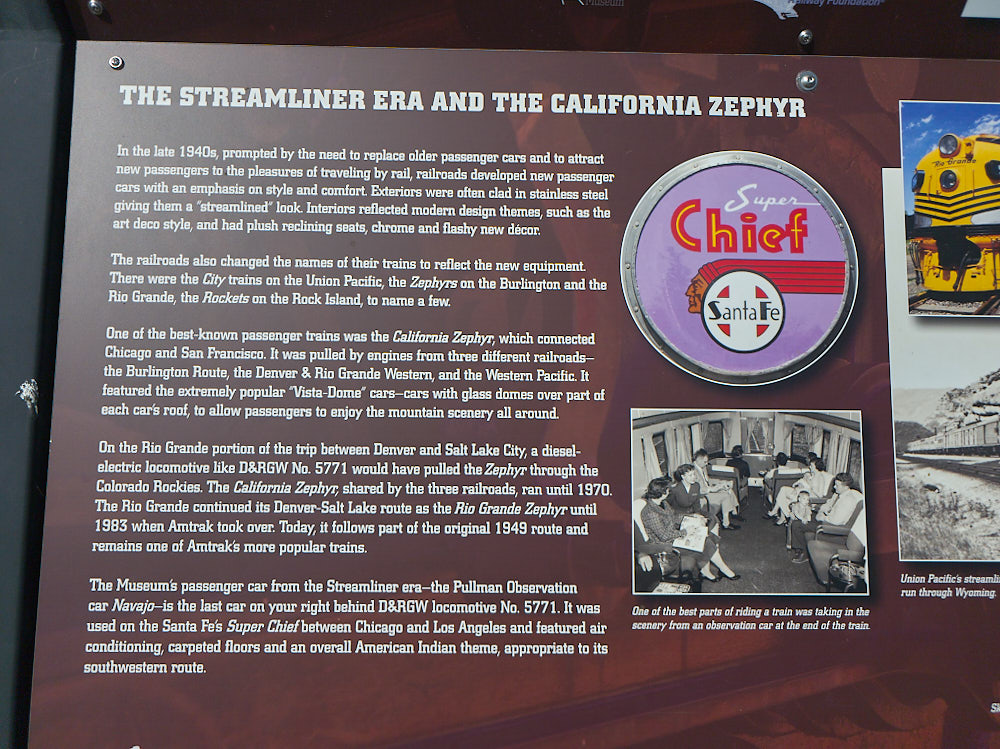 Museum
Railway Foundation®
THE STREAMLINER ERA AND THE CALIFORNIA ZEPHYR
In the late 1940s, prompted by the need to replace older passenger cars and to attract
new passengers to the pleasures of traveling by rail, railroads developed new passenger
cars with an emphasis on style and comfort. Exteriors were often clad in stainless steel
giving them a "streamlined" look. Interiors reflected modern design themes, such as the
art deco style, and had plush reclining seats, chrome and flashy new décor.
The railroads also changed the names of their trains to reflect the new equipment.
There were the City trains on the Union Pacific, the Zephyrs on the Burlington and the
Rio Grande, the Rockets on the Rock Island, to name a few.
One of the best-known passenger trains was the California Zephyr, which connected
Chicago and San Francisco. It was pulled by engines from three different railroads—
the Burlington Route, the Denver & Rio Grande Western, and the Western Pacific. It
featured the extremely popular "Vista-Dome" cars—cars with glass domes over part of
each car's roof, to allow passengers to enjoy the mountain scenery all around.
On the Rio Grande portion of the trip between Denver and Salt Lake City, a diesel-
electric locomotive like D&RGW No. 5771 would have pulled the Zephyr through the
Colorado Rockies. The California Zephyr, shared by the three railroads, ran until 1970.
The Rio Grande continued its Denver-Salt Lake route as the Rio Grande Zephyr until
1983 when Amtrak took over. Today, it follows part of the original 1949 route and
remains one of Amtrak's more popular trains.
The Museum's passenger car from the Streamliner era—the Pullman Observation
car Navajo—is the last car on your right behind D&RGW locomotive No. 5771. It was
used on the Santa Fe's Super Chief between Chicago and Los Angeles and featured air
conditioning, carpeted floors and an overall American Indian theme, appropriate to its
southwestern route.
Super
Chief
Santa Fe
One of the best parts of riding a train was taking in the
scenery from an observation car at the end of the train.
Rio Grande
Union Pacific's streamli
run through Wyoming.